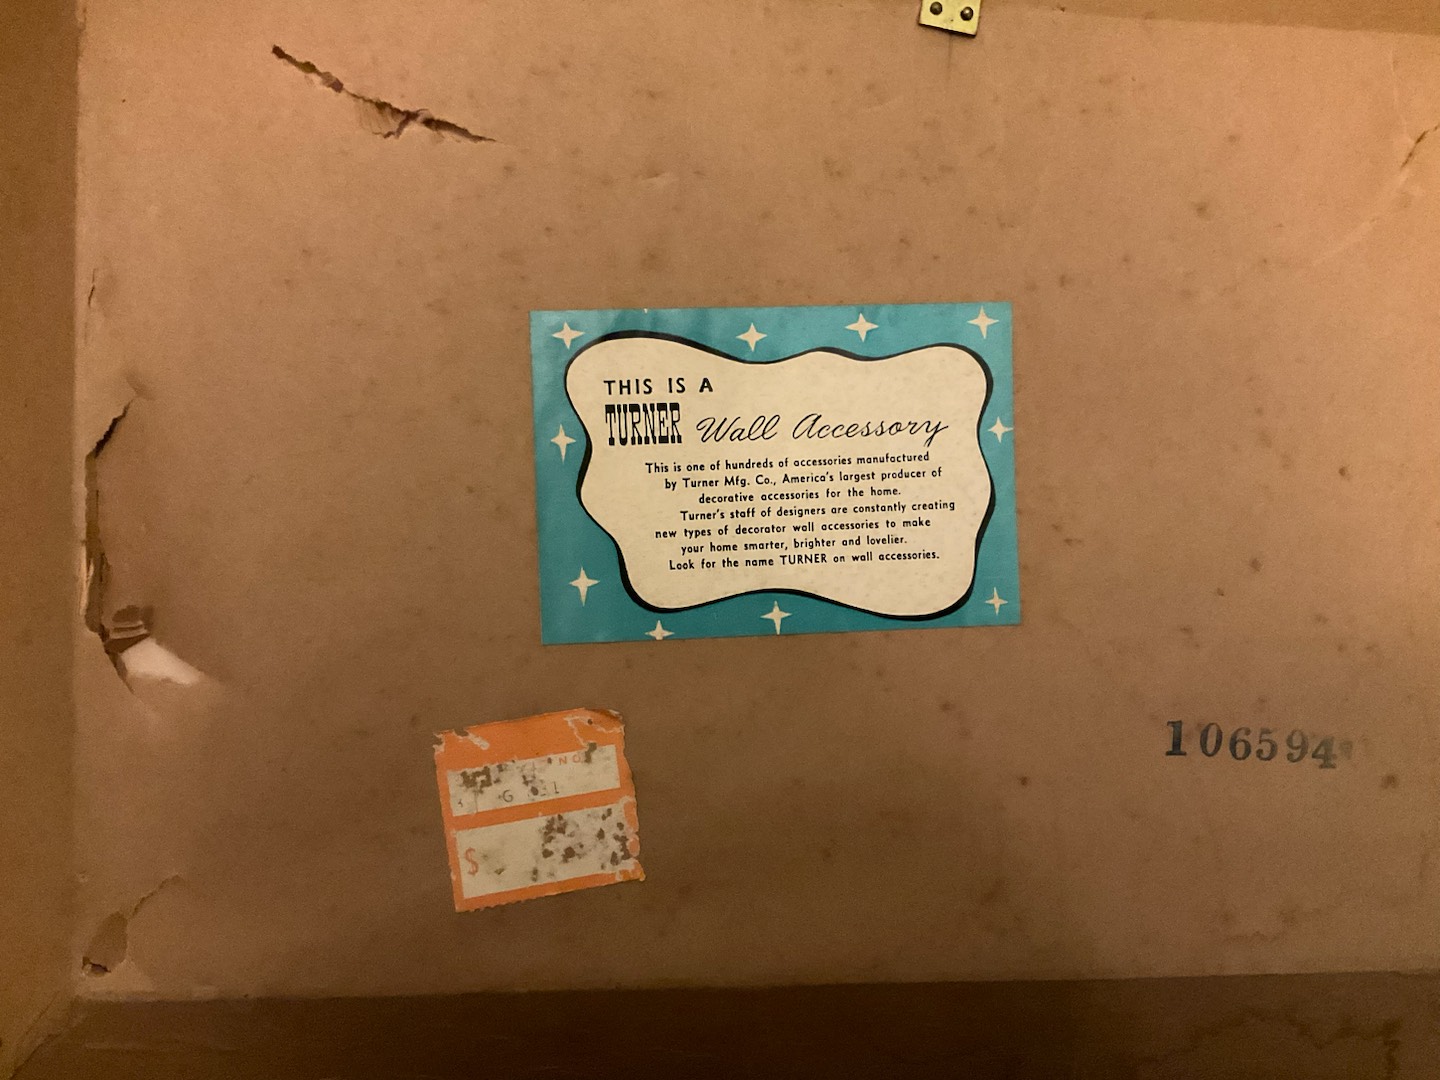 THIS IS A
TURNER Wall Accessory
This is one of hundreds of accessories manufactured
by Turner Mfg. Co., America's largest producer of
decorative accessories for the home.
Turner's staff of designers are constantly creating
new types of decorator wall accessories to make
your home smarter, brighter and lovelier.
Look for the name TURNER on wall accessories.
106594
NO
G
$